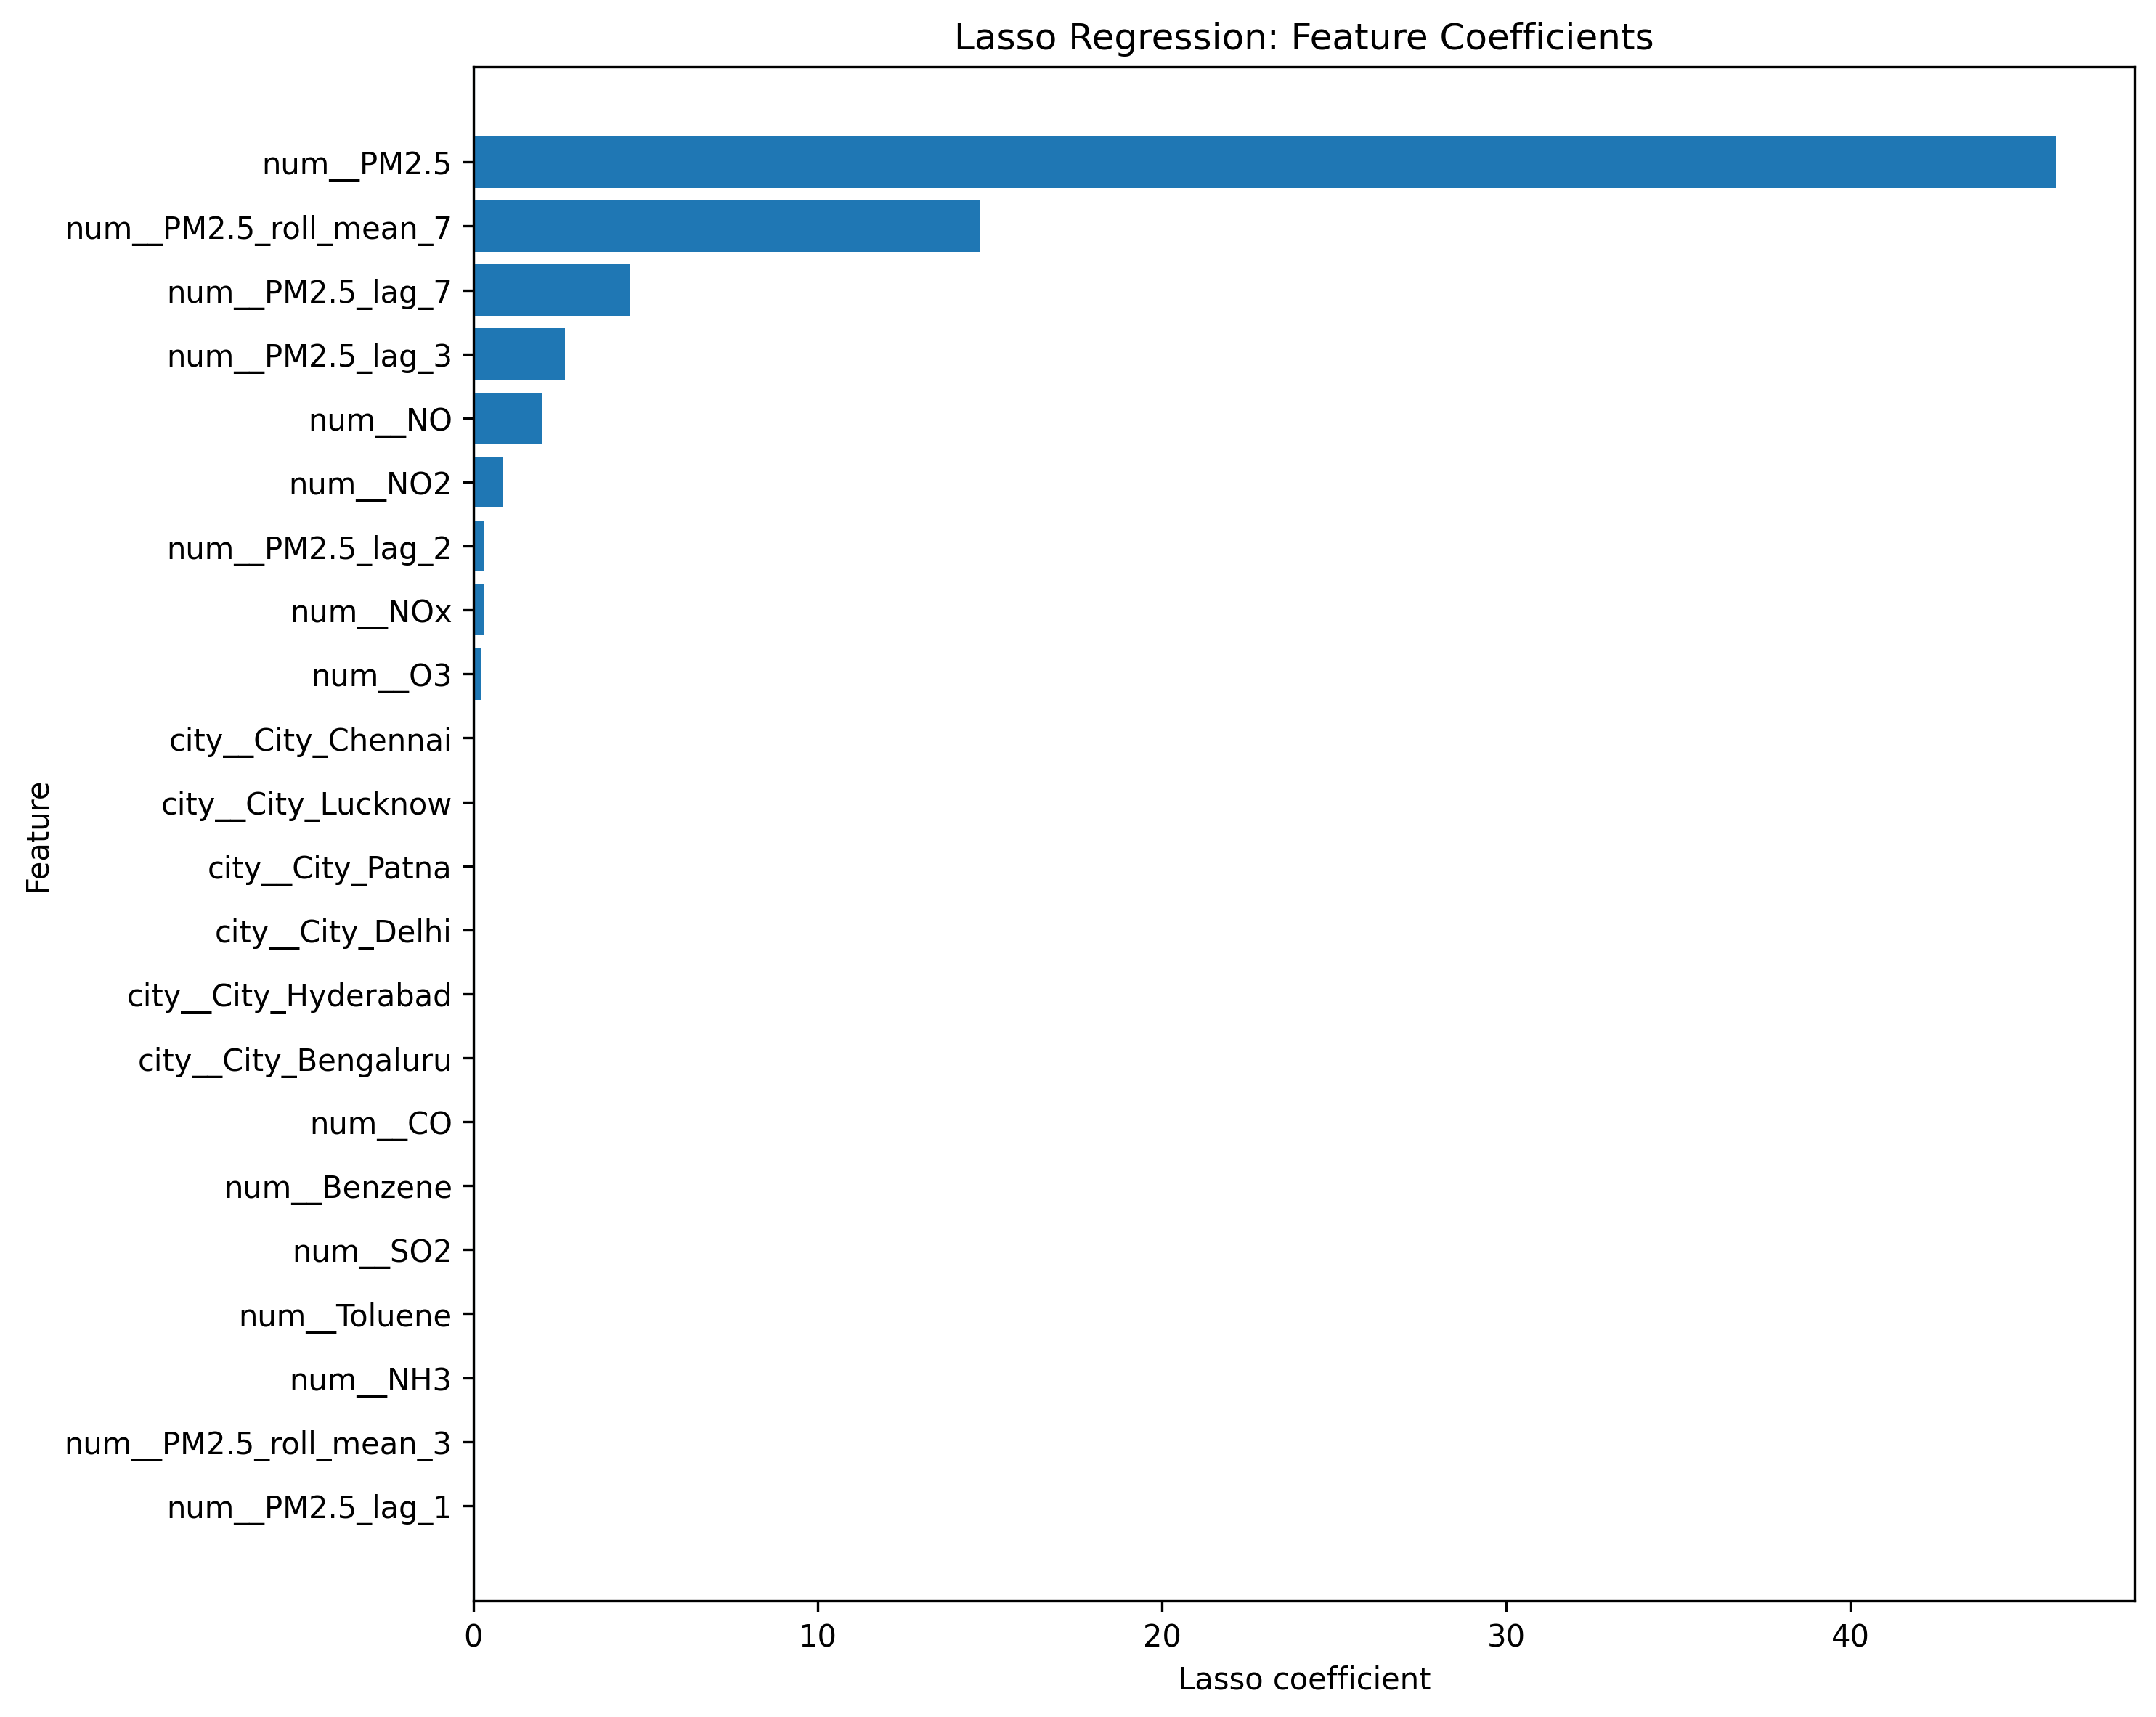 Lasso Regression: Feature Coefficients
num__PM2.5
num__PM2.5_roll_mean_7
num__PM2.5_lag_7
num__PM2.5_lag_3
num__NO
num__NO2
num__PM2.5_lag_2
num__NOx
num__O3
city__City_Chennai
city__City_Lucknow
city__City_Patna
city__City_Delhi
city__City_Hyderabad
city__City_Bengaluru
num__CO
num__Benzene
num__SO2
num__Toluene
num__NH3
num__PM2.5_roll_mean_3
num__PM2.5_lag_1
Feature
0 10 20 30 40
Lasso coefficient